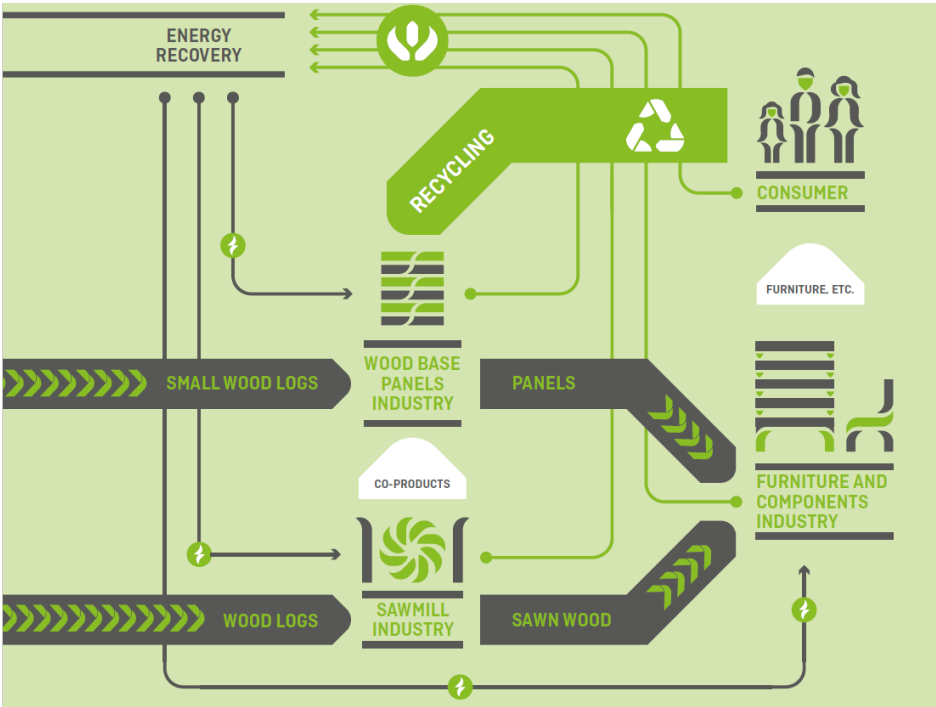 ENERGY
RECOVERY
RECYCLING
CONSUMER
FURNITURE, ETC.
SMALL WOOD LOGS
WOOD BASE
PANELS
INDUSTRY
PANELS
CO-PRODUCTS
FURNITURE AND
COMPONENTS
INDUSTRY
WOOD LOGS
SAWMILL
INDUSTRY
SAWN WOOD